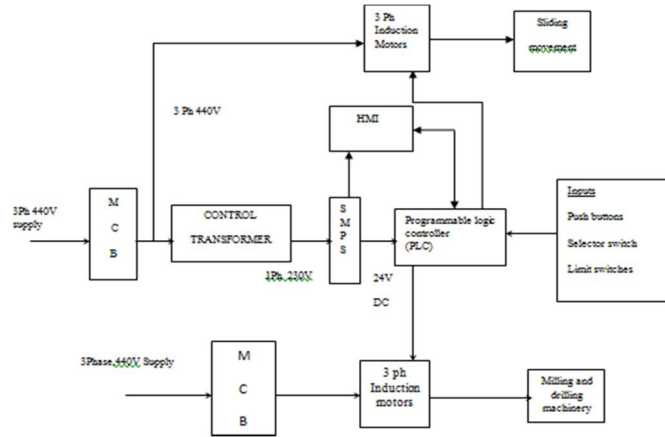 3 Ph
Induction
Motors
Sliding
movement
3 Ph 440V
HMI
3Ph 440V
supply
M
C
B
CONTROL
TRANSFORMER
S
M
P
S
Programmable logic
controller
(PLC)
Inputs
Push buttons
Selector switch
Limit switches
1Ph, 230V
24V
DC
3Phase,440V Supply
M
C
B
3 ph
Induction
motors
Milling and
drilling
machinery